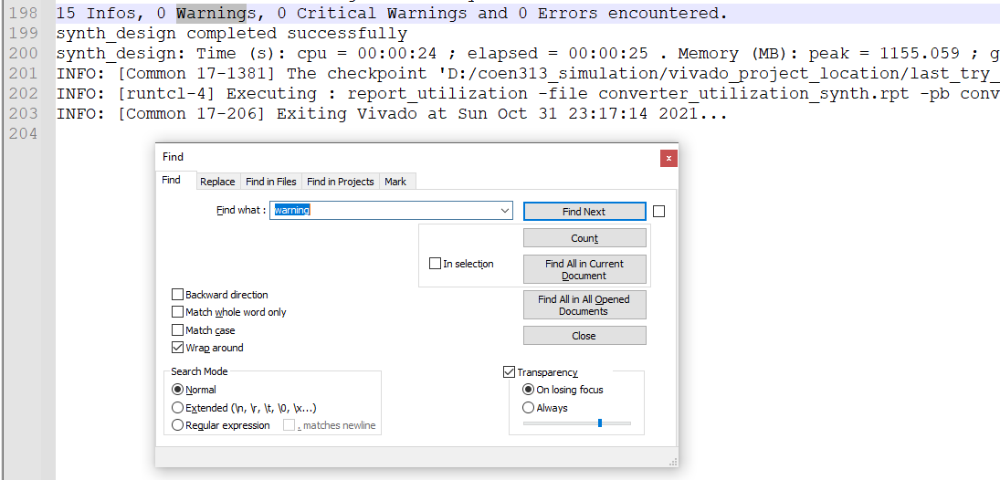 198 15 Infos, 0 Warnings, 0 Critical Warnings and 0 Errors encountered.
199 synth_design completed successfully
200 synth_design: Time (s): cpu = 00:00:24 ; elapsed = 00:00:25 . Memory (MB): peak = 1155.059 ; g
201 INFO: [Common 17-1381] The checkpoint 'D:/coen313_simulation/vivado_project_location/last_try_
202 INFO: [runtcl-4] Executing : report_utilization -file converter_utilization_synth.rpt -pb conv
203 INFO: [Common 17-206] Exiting Vivado at Sun Oct 31 23:17:14 2021...
204
Find
x
Find Replace Find in Files Find in Projects Mark
Find what : warning Find Next
Count
In selection Find All in Current Document
Find All in All Opened Documents
Close
Backward direction
Match whole word only
Match case
Wrap around
Search Mode
Normal
Extended (\n, \r, \t, \0, \x...)
Regular expression . matches newline
Transparency
On losing focus
Always